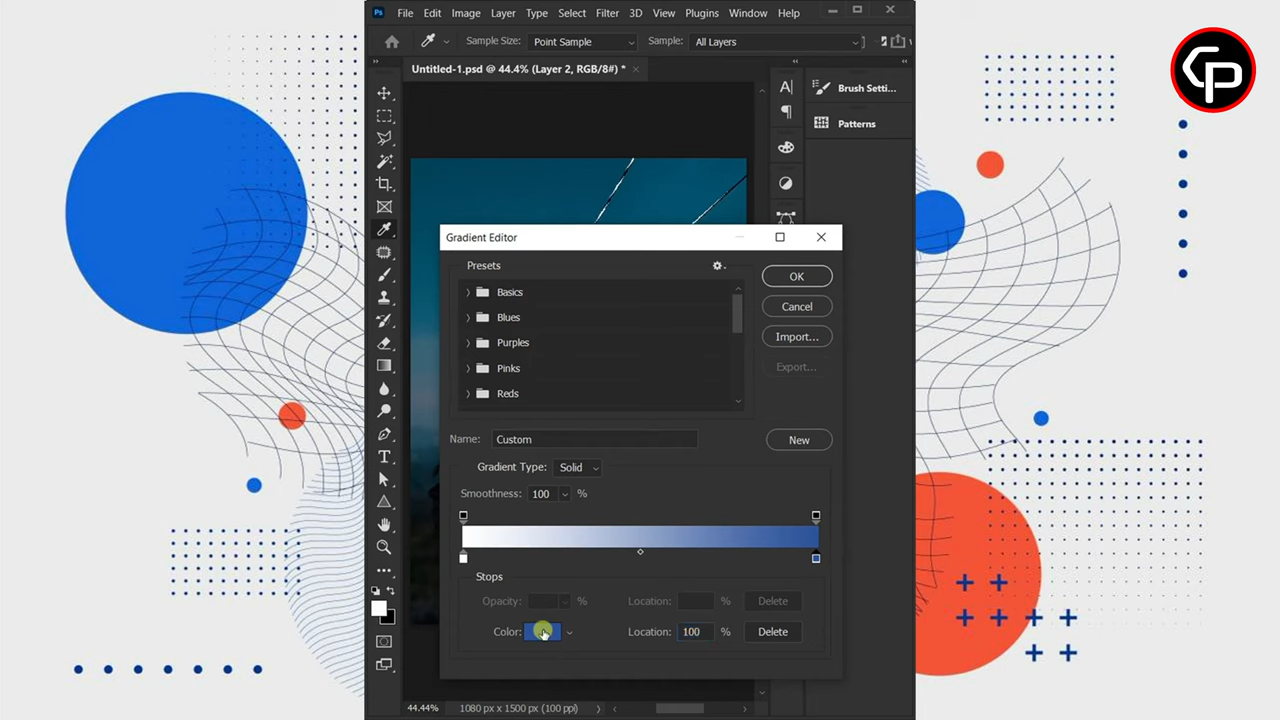 Ps File Edit Image Layer Type Select Filter 3D View Plugins Window Help
Sample Size: Point Sample Sample: All Layers
Untitled-1.psd @ 44.4% (Layer 2, RGB/8#) *
Brush Setti...
Patterns
Gradient Editor
Presets
Basics
Blues
Purples
Pinks
Reds
OK
Cancel
Import...
Export...
Name: Custom
New
Gradient Type: Solid
Smoothness: 100 %
Stops
Opacity: % Location: % Delete
Color: Location: 100 % Delete
44.44% 1080 px x 1500 px (100 ppi)